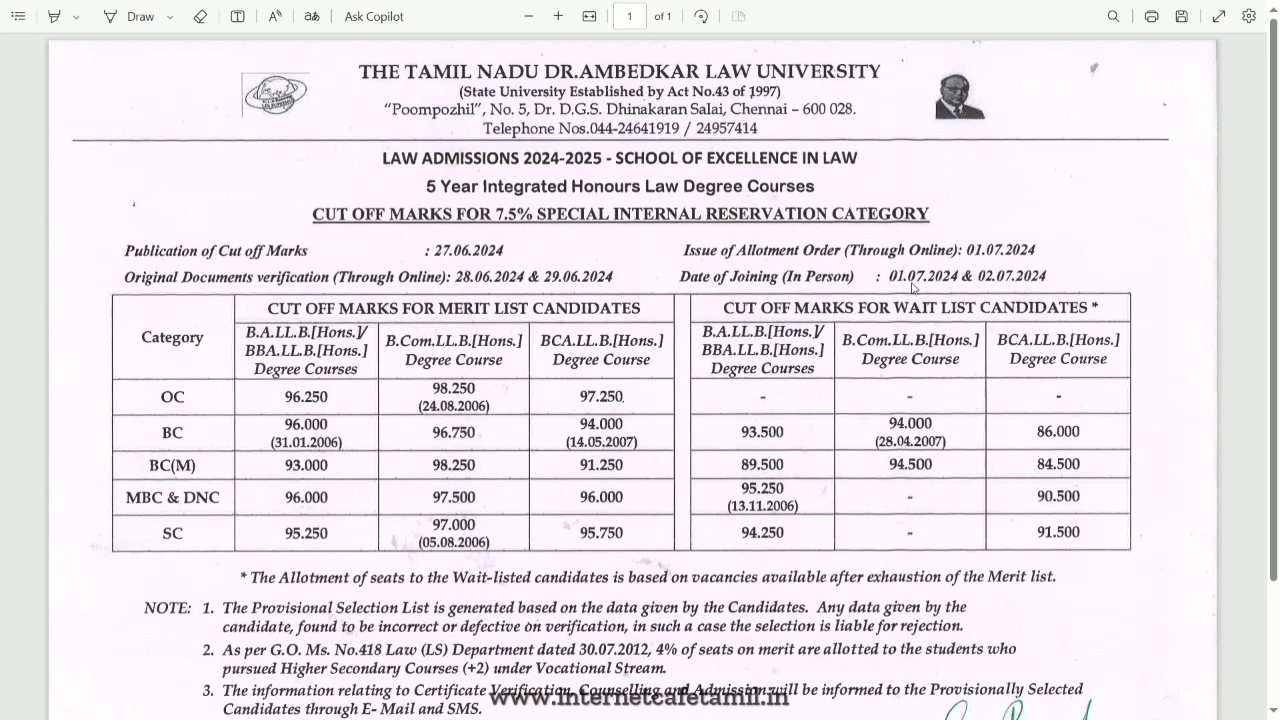 Draw
Ask Copilot
1 of 1
THE TAMIL NADU DR.AMBEDKAR LAW UNIVERSITY
(State University Established by Act No.43 of 1997)
"Poompozhil", No. 5, Dr. D.G.S. Dhinakaran Salai, Chennai – 600 028.
Telephone Nos.044-24641919 / 24957414
LAW ADMISSIONS 2024-2025 - SCHOOL OF EXCELLENCE IN LAW
5 Year Integrated Honours Law Degree Courses
CUT OFF MARKS FOR 7.5% SPECIAL INTERNAL RESERVATION CATEGORY
Publication of Cut off Marks : 27.06.2024 Issue of Allotment Order (Through Online): 01.07.2024
Original Documents verification (Through Online): 28.06.2024 & 29.06.2024 Date of Joining (In Person) : 01.07.2024 & 02.07.2024
Category CUT OFF MARKS FOR MERIT LIST CANDIDATES CUT OFF MARKS FOR WAIT LIST CANDIDATES *
B.A.LL.B.[Hons.]/ B.Com.LL.B.[Hons.] BCA.LL.B.[Hons.] B.A.LL.B.[Hons.]/ B.Com.LL.B.[Hons.] BCA.LL.B.[Hons.]
BBA.LL.B.[Hons.] Degree Course Degree Course BBA.LL.B.[Hons.] Degree Course Degree Course
Degree Courses Degree Courses
OC 96.250 98.250 97.250 - - -
(24.08.2006)
BC 96.000 96.750 94.000 93.500 94.000 86.000
(31.01.2006) (14.05.2007) (28.04.2007)
BC(M) 93.000 98.250 91.250 89.500 94.500 84.500
MBC & DNC 96.000 97.500 96.000 95.250 - 90.500
(13.11.2006)
SC 95.250 97.000 95.750 94.250 - 91.500
(05.08.2006)
* The Allotment of seats to the Wait-listed candidates is based on vacancies available after exhaustion of the Merit list.
NOTE: 1. The Provisional Selection List is generated based on the data given by the Candidates. Any data given by the
candidate, found to be incorrect or defective on verification, in such a case the selection is liable for rejection.
2. As per G.O. Ms. No.418 Law (LS) Department dated 30.07.2012, 4% of seats on merit are allotted to the students who
pursued Higher Secondary Courses (+2) under Vocational Stream.
3. The information relating to Certificate Verification, Counselling and Admission will be informed to the Provisionally Selected
www.internetcafetamil.in
Candidates through E- Mail and SMS.